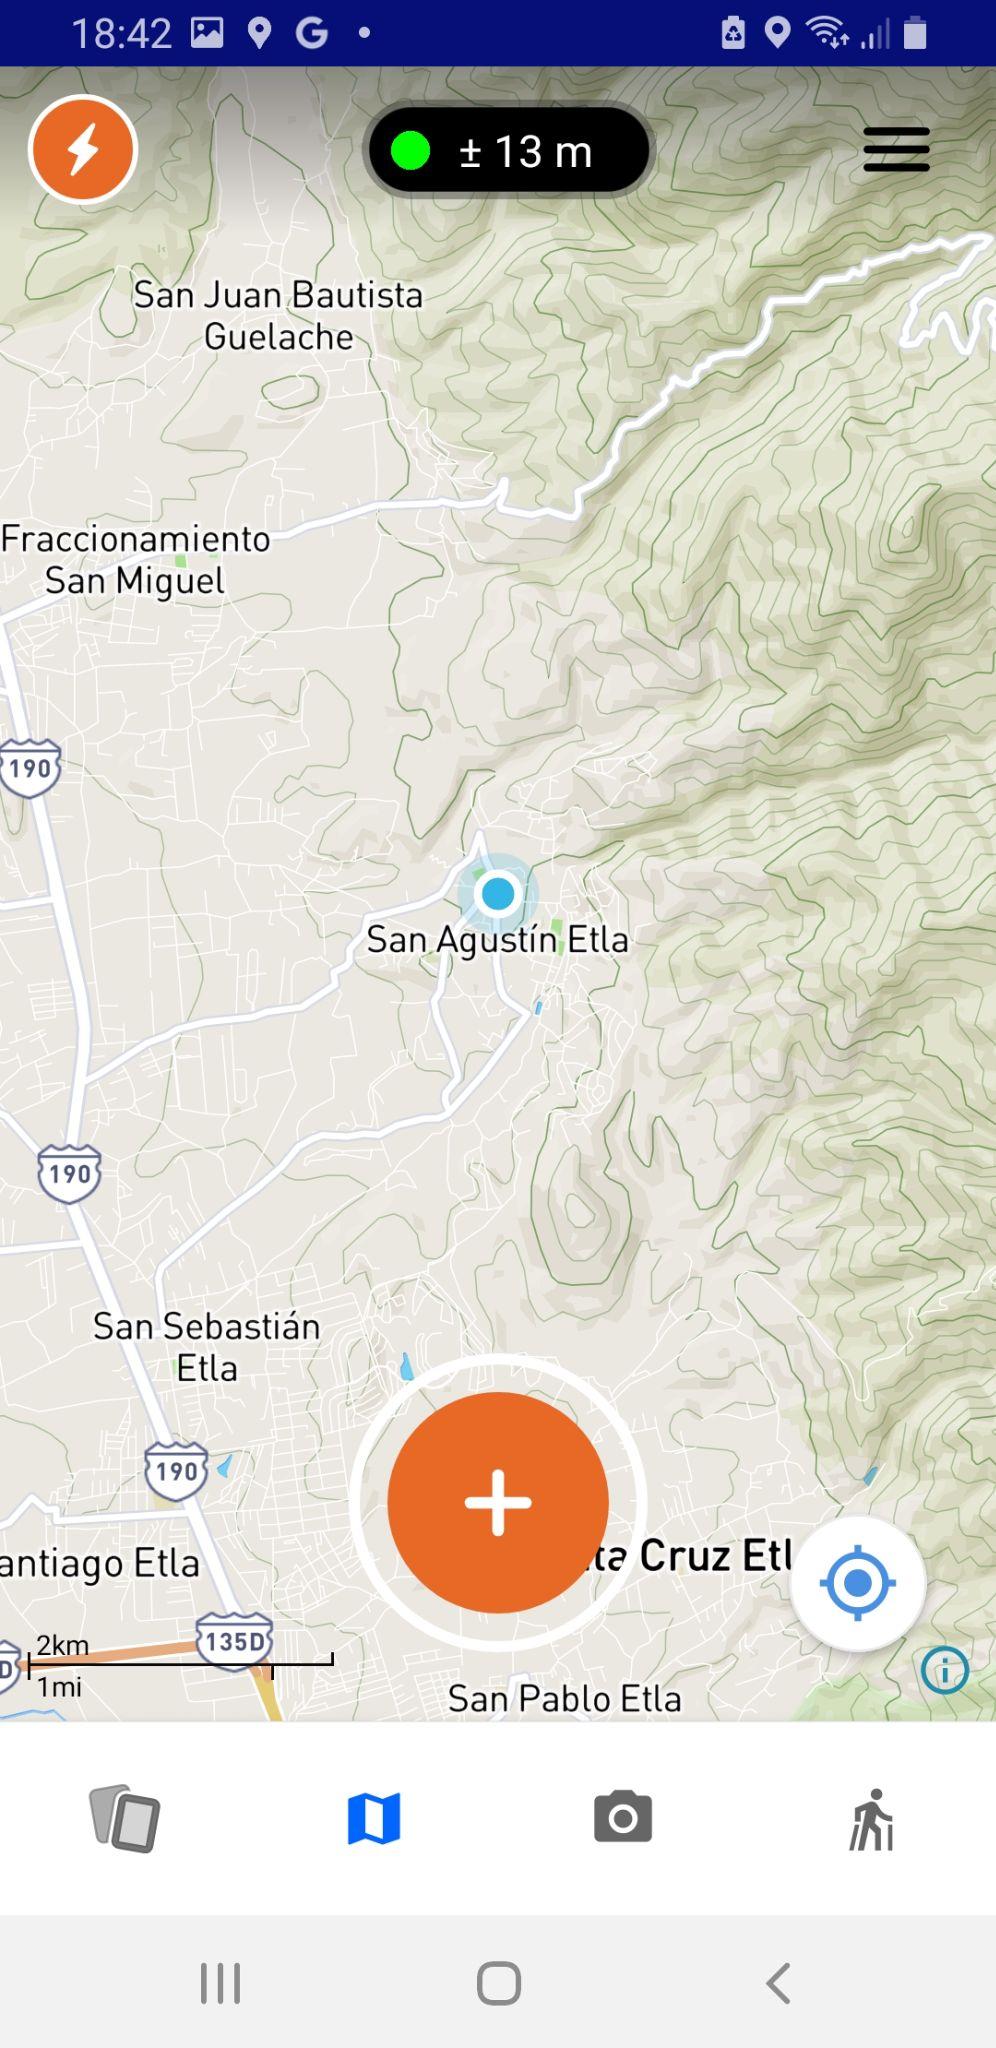 18:42
± 13 m
San Juan Bautista
Guelache
Fraccionamiento
San Miguel
190
San Agustín Etla
190
San Sebastián
Etla
190
antiago Etla
ta Cruz Etl
135D
D
2km
1mi
San Pablo Etla